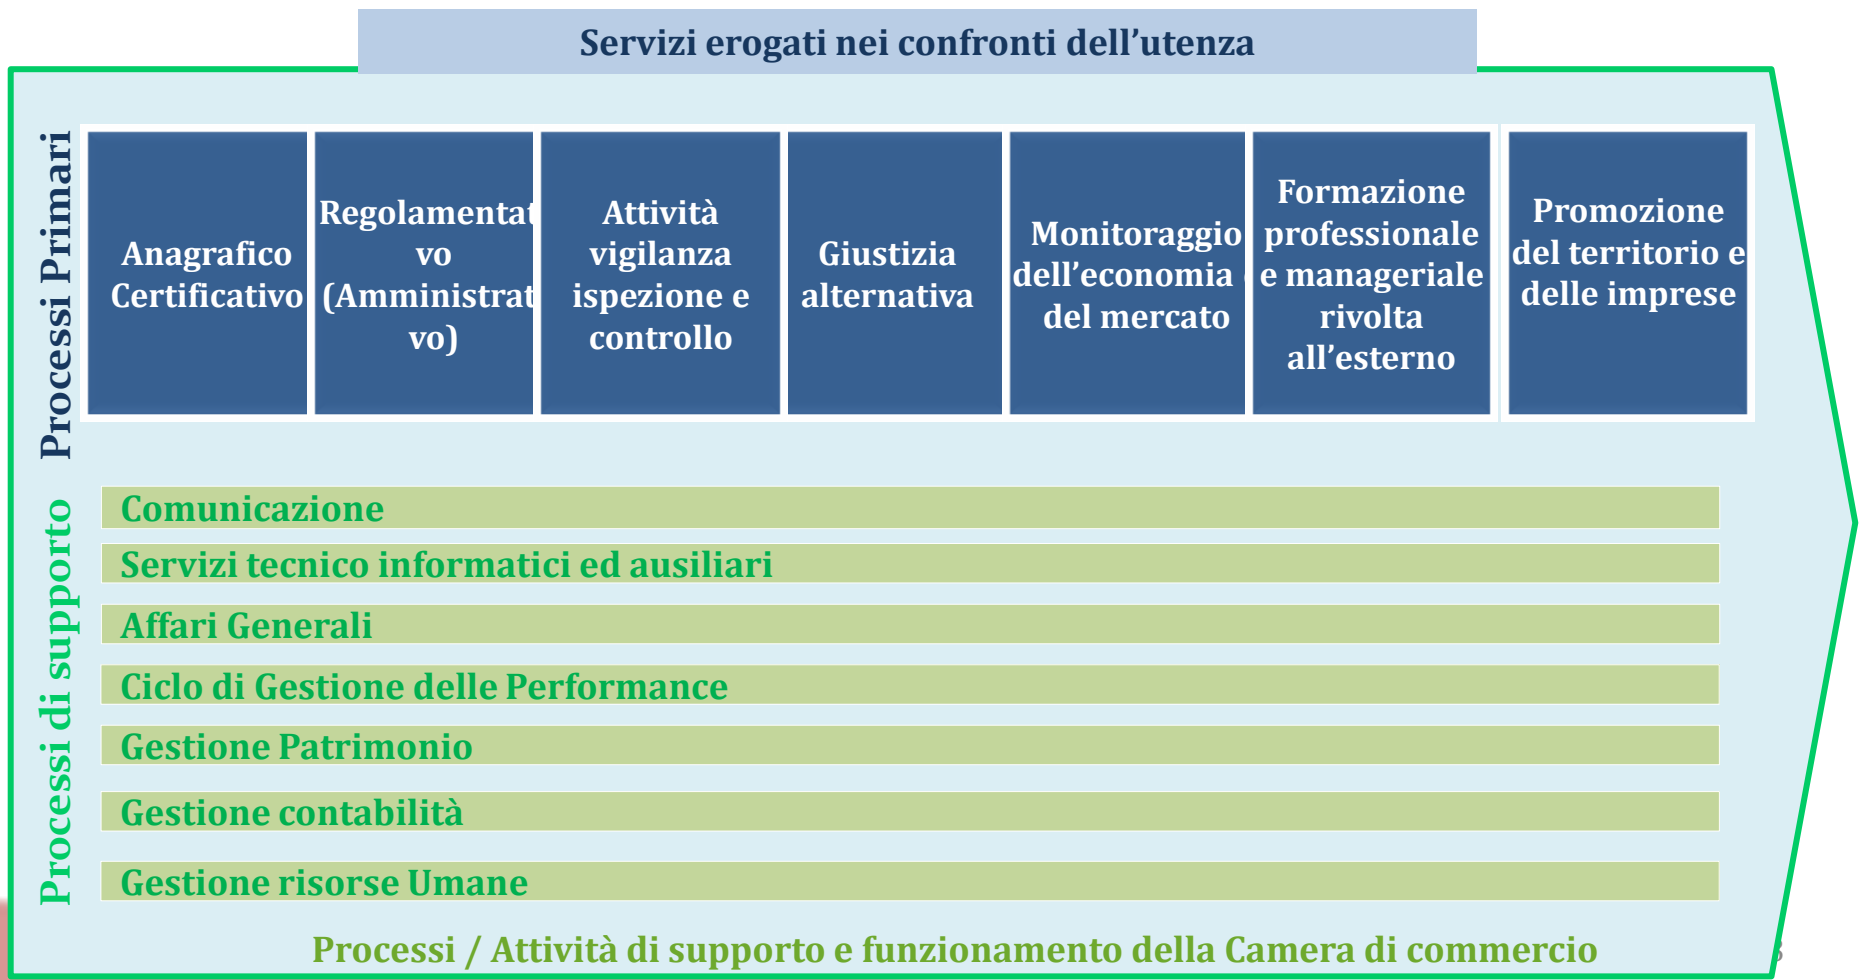 Servizi erogati nei confronti dell’utenza
Processi Primari
Anagrafico
Certificativo
Regolamentat
vo
(Amministrat
vo)
Attività
vigilanza
ispezione e
controllo
Giustizia
alternativa
Monitoraggio
dell’economia
del mercato
Formazione
professionale
e manageriale
rivolta
all’esterno
Promozione
del territorio e
delle imprese
Processi di supporto
Comunicazione
Servizi tecnico informatici ed ausiliari
Affari Generali
Ciclo di Gestione delle Performance
Gestione Patrimonio
Gestione contabilità
Gestione risorse Umane
Processi / Attività di supporto e funzionamento della Camera di commercio